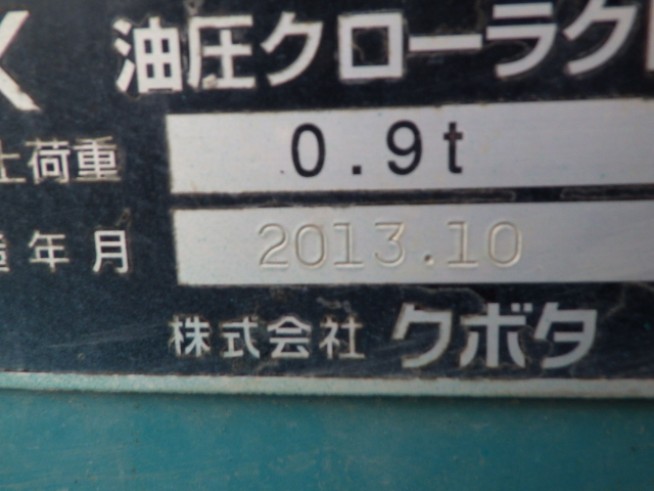 油圧クローラク
荷重 0.9t
年月 2013.10
株式会社 クボタ